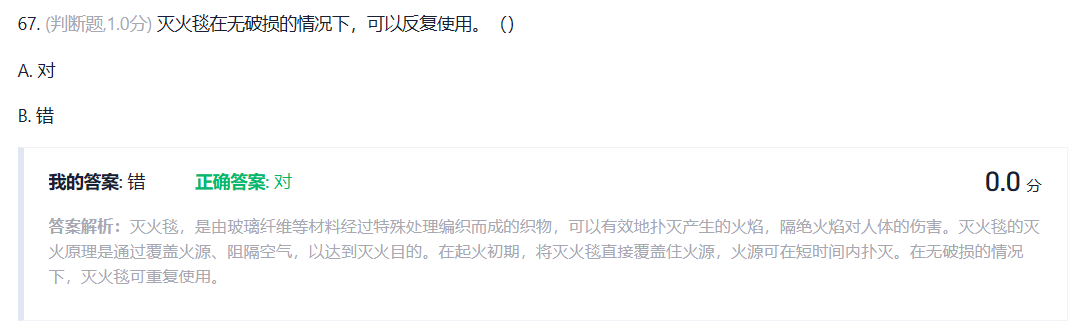 67. (判断题,1.0分) 灭火毯在无破损的情况下，可以反复使用。（）
A. 对
B. 错
我的答案: 错 正确答案: 对 0.0 分
答案解析：灭火毯，是由玻璃纤维等材料经过特殊处理编织而成的织物，可以有效地扑灭产生的火焰，隔绝火焰对人体的伤害。灭火毯的灭
火原理是通过覆盖火源、阻隔空气，以达到灭火目的。在起火初期，将灭火毯直接覆盖住火源，火源可在短时间内扑灭。在无破损的情况
下，灭火毯可重复使用。